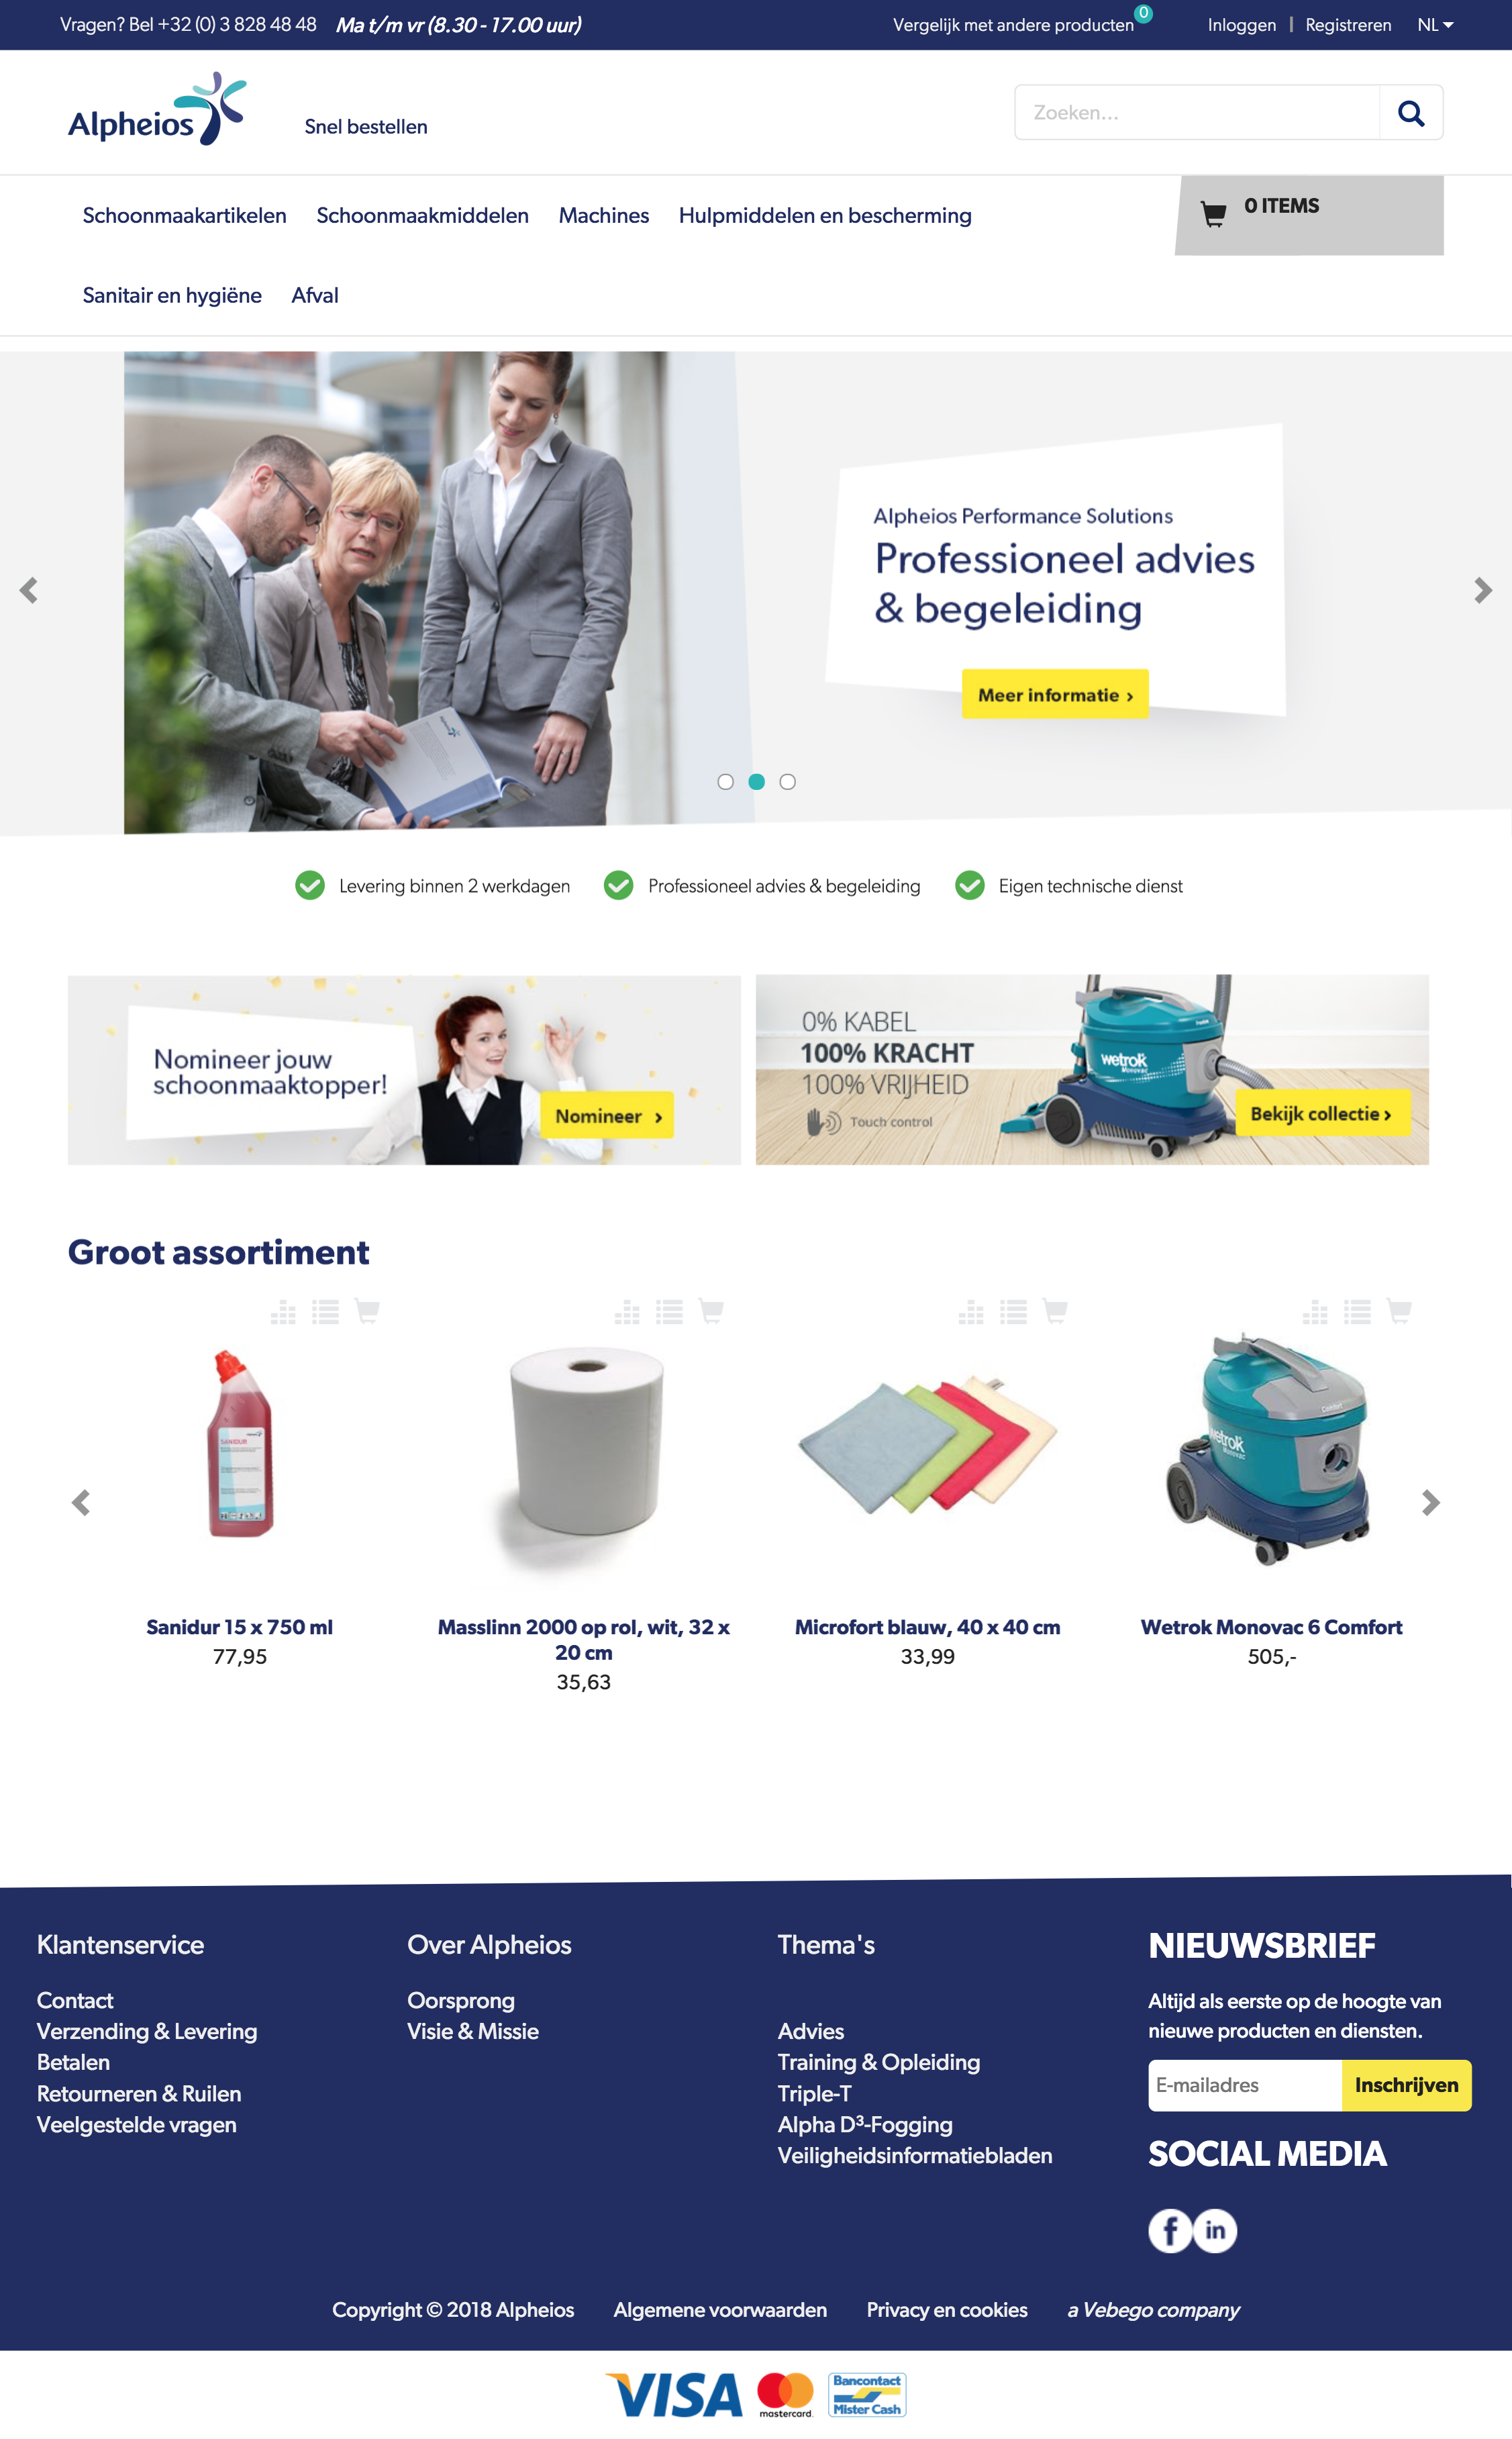 Vragen? Bel +32 (0) 3 828 48 48 Ma t/m vr (8.30 - 17.00 uur) Vergelijk met andere producten 0 Inloggen | Registreren NL
Alpheios
Snel bestellen
Zoeken...
Schoonmaakartikelen Schoonmaakmiddelen Machines Hulpmiddelen en bescherming
0 ITEMS
Sanitair en hygiëne Afval
Alpheios Performance Solutions
Professioneel advies
& begeleiding
Meer informatie ›
Levering binnen 2 werkdagen Professioneel advies & begeleiding Eigen technische dienst
Nomineer jouw
schoonmaaktopper!
Nomineer ›
0% KABEL
100% KRACHT
100% VRIJHEID
Touch control
wetrok
Monovac
Bekijk collectie ›
Groot assortiment
SANIDUR
Comfort
wetrok
Monovac
Sanidur 15 x 750 ml
77,95
Masslinn 2000 op rol, wit, 32 x
20 cm
35,63
Microfort blauw, 40 x 40 cm
33,99
Wetrok Monovac 6 Comfort
505,-
Klantenservice
Contact
Verzending & Levering
Betalen
Retourneren & Ruilen
Veelgestelde vragen
Over Alpheios
Oorsprong
Visie & Missie
Thema's
Advies
Training & Opleiding
Triple-T
Alpha D³-Fogging
Veiligheidsinformatiebladen
NIEUWSBRIEF
Altijd als eerste op de hoogte van
nieuwe producten en diensten.
E-mailadres Inschrijven
SOCIAL MEDIA
f in
Copyright © 2018 Alpheios Algemene voorwaarden Privacy en cookies a Vebego company
VISA
mastercard.
Bancontact
Mister Cash